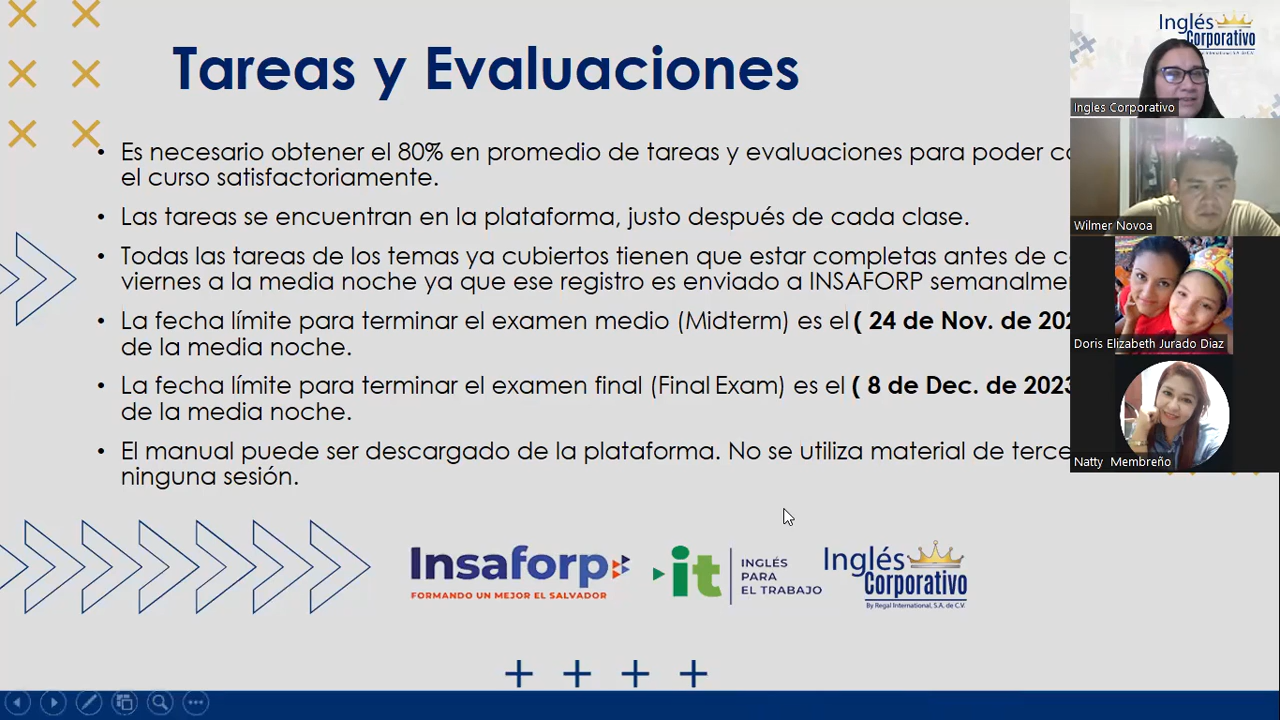 Tareas y Evaluaciones
• Es necesario obtener el 80% en promedio de tareas y evaluaciones para poder
el curso satisfactoriamente.
• Las tareas se encuentran en la plataforma, justo después de cada clase.
• Todas las tareas de los temas ya cubiertos tienen que estar completas antes de
viernes a la media noche ya que ese registro es enviado a INSAFORP
• La fecha límite para terminar el examen medio (Midterm) es el ( 24 de Nov. de
de la media noche.
• La fecha límite para terminar el examen final (Final Exam) es el ( 8 de Dec. de 2023
de la media noche.
• El manual puede ser descargado de la plataforma. No se utiliza material de
ninguna sesión.
Insaforp
FORMANDO UN MEJOR EL SALVADOR
it
INGLÉS
PARA
EL TRABAJO
Inglés
Corporativo
By Regal International, S.A. de C.V.
Inglés
Corporativo
Ingles Corporativo
Wilmer Novoa
Doris Elizabeth Jurado Diaz
Natty Membreño